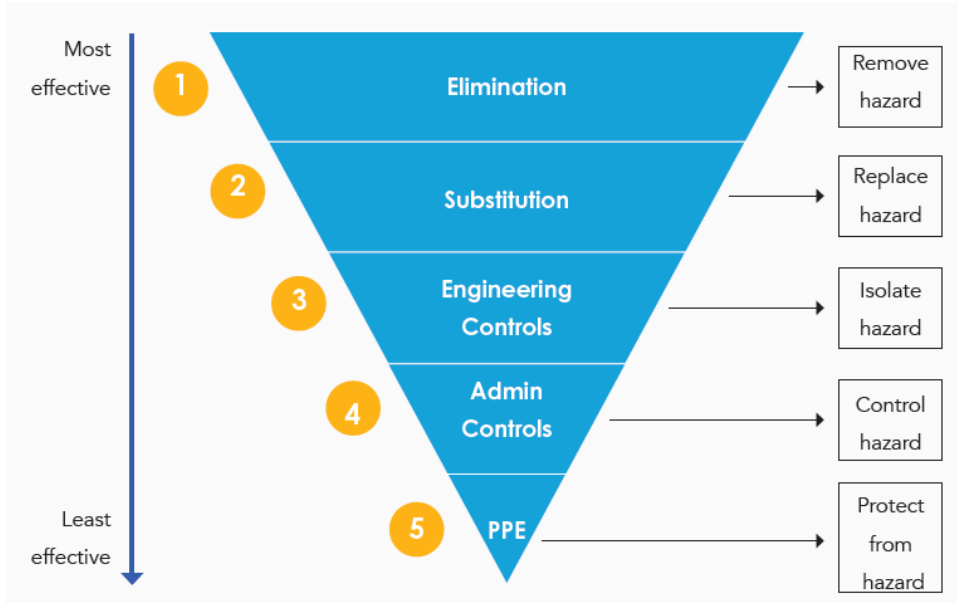 Most
effective
1
Elimination
Remove
hazard
2
Substitution
Replace
hazard
3
Engineering
Controls
Isolate
hazard
4
Admin
Controls
Control
hazard
Least
effective
5
PPE
Protect
from
hazard